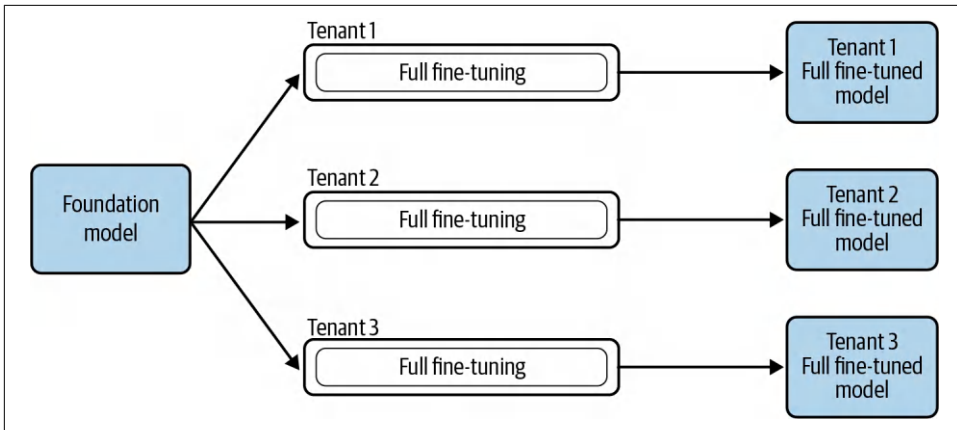 Tenant 1
Full fine-tuning
Tenant 1
Full fine-tuned
model
Foundation
model
Tenant 2
Full fine-tuning
Tenant 2
Full fine-tuned
model
Tenant 3
Full fine-tuning
Tenant 3
Full fine-tuned
model